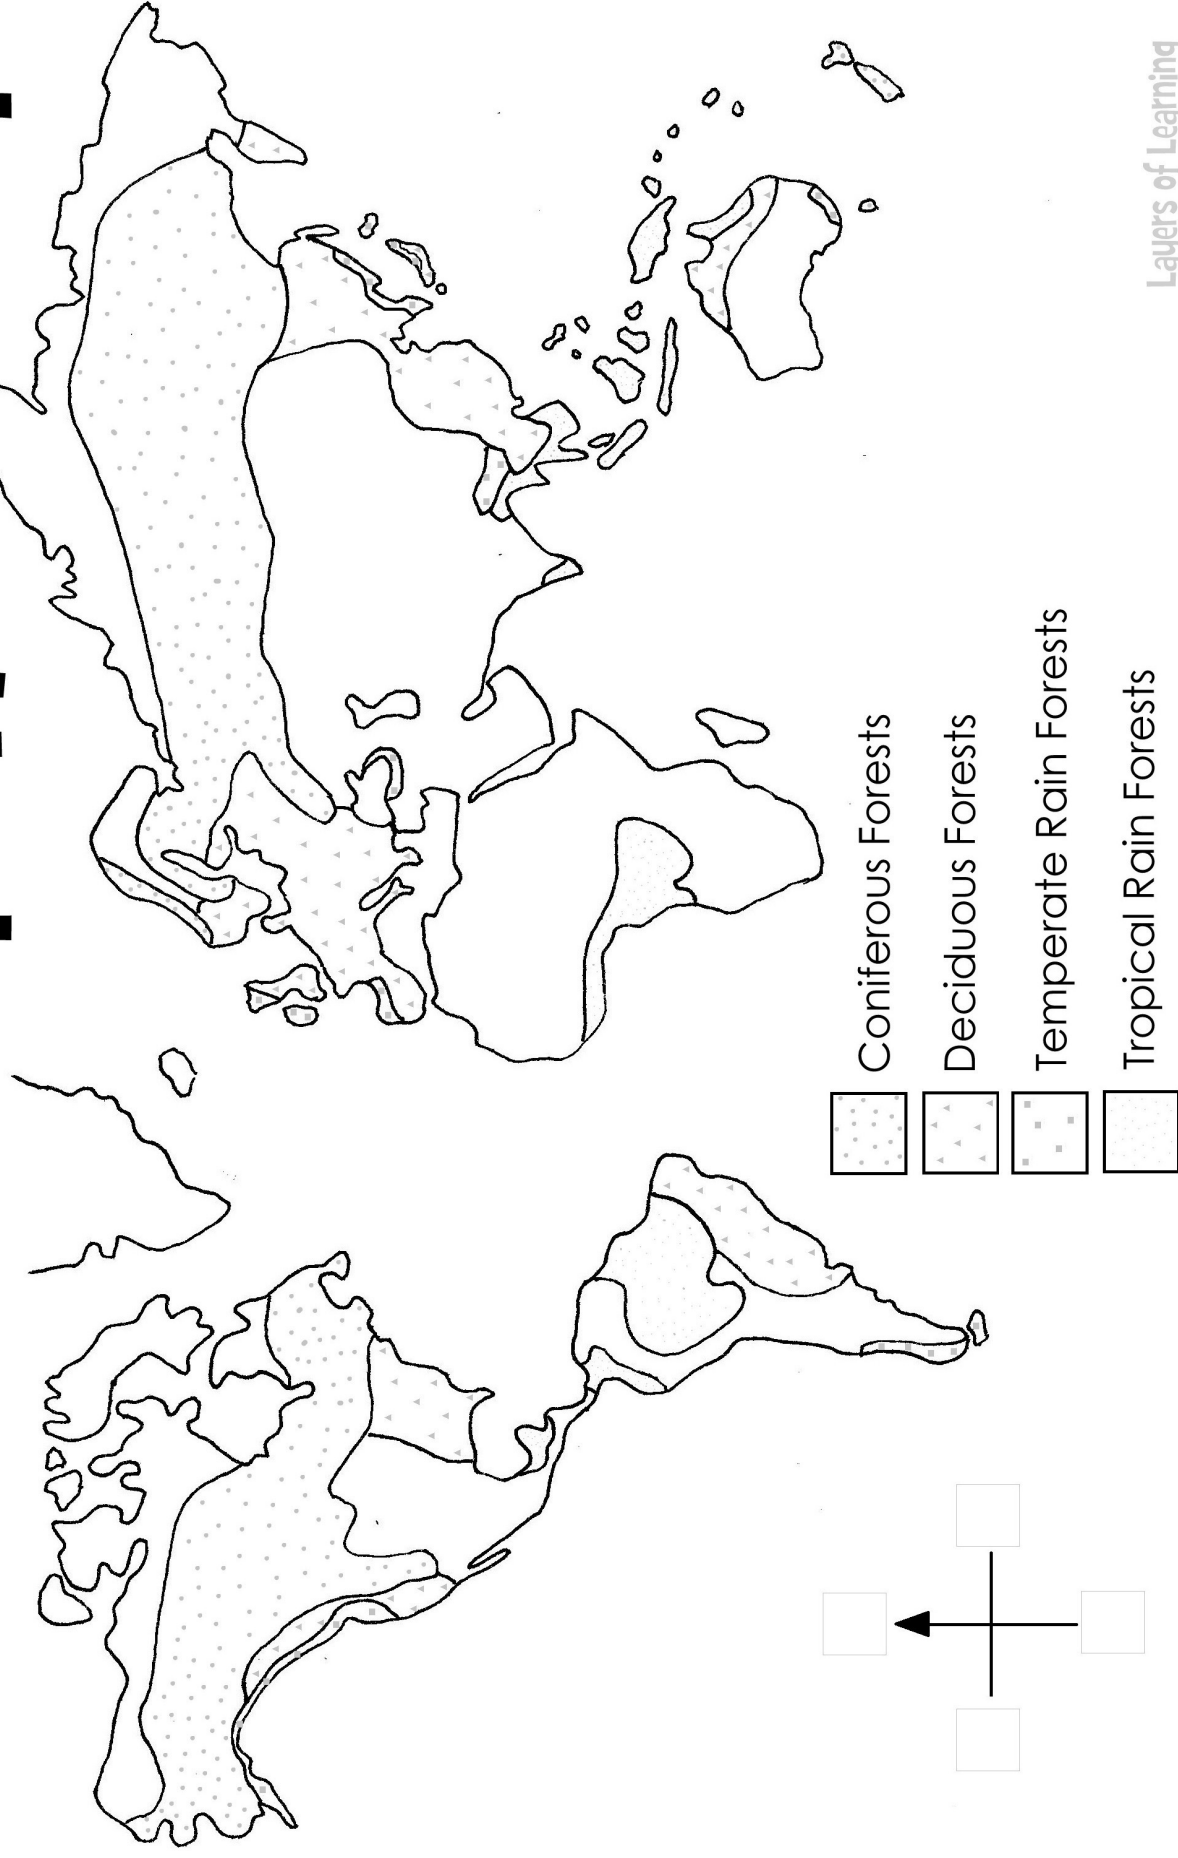 Coniferous Forests
Deciduous Forests
Temperate Rain Forests
Tropical Rain Forests
Layers of Learning